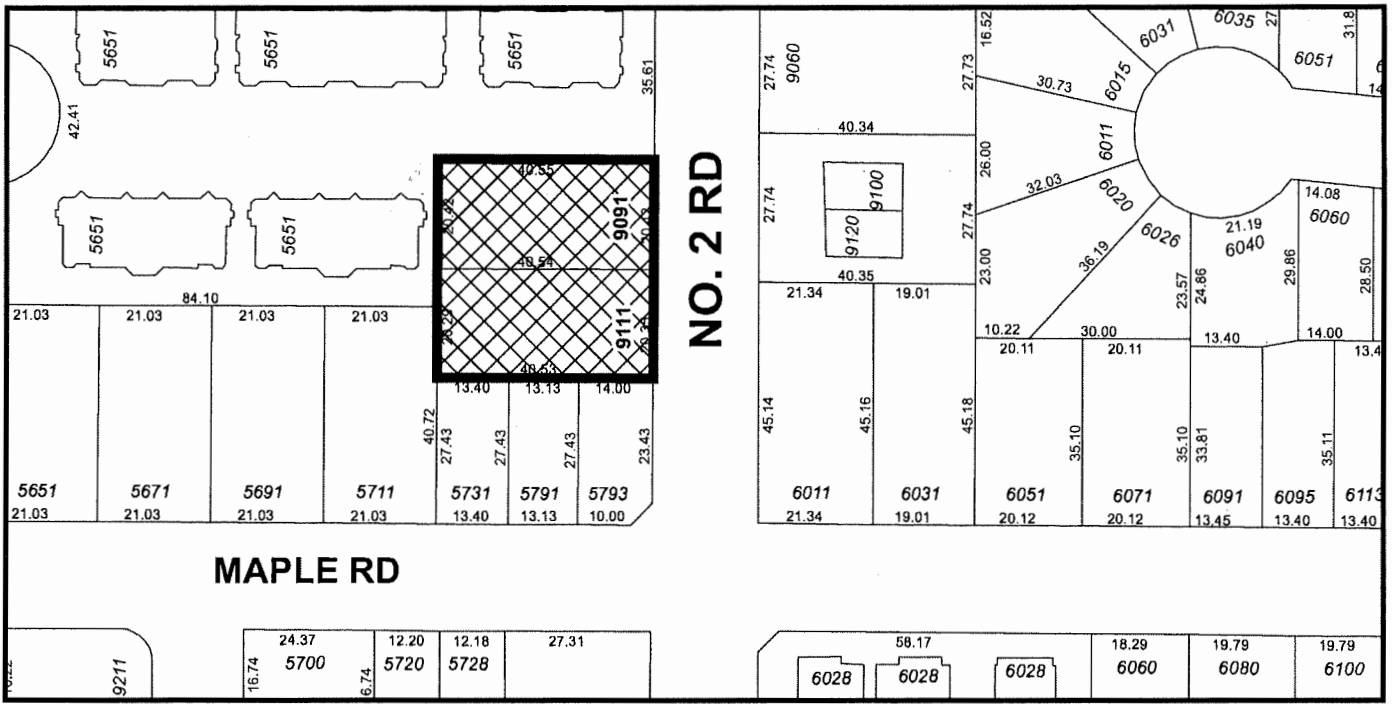 5651 5651 5651 35.61 27.74 9060 27.73 16.52 6031 6035 27 6051 31.8
42.41 30.73 6015 14
40.34 6011 26.00
40.55 27.74 9100 32.03 6020 14.08
5651 5651 9091 NO. 2 RD 9120 27.74 6026 21.19 6060
40.54 36.19 6040
84.10 40.35 23.00 23.57 24.86 29.86 28.50
21.03 21.03 21.03 21.03 9111 21.34 19.01
10.22 30.00 13.40 14.00
40.53 20.11 20.11 13.4
13.40 13.13 14.00
40.72 27.43 27.43 27.43 23.43 45.14 45.16 45.18 35.10 35.10 33.81 35.11
5651 5671 5691 5711 5731 5791 5793 6011 6031 6051 6071 6091 6095 6113
21.03 21.03 21.03 21.03 13.40 13.13 10.00 21.34 19.01 20.12 20.12 13.45 13.40 13.40
MAPLE RD
24.37 12.20 12.18 27.31 58.17 18.29 19.79 19.79
9211 16.74 5700 6.74 5720 5728 6028 6028 6028 6060 6080 6100